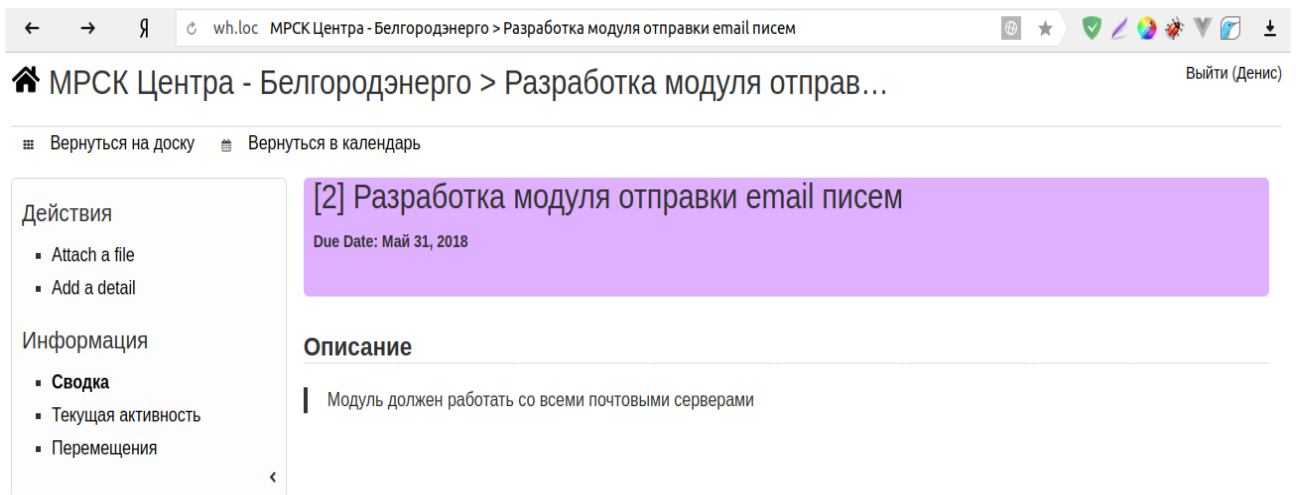 Я wh.loc МРСК Центра - Белгородэнерго > Разработка модуля отправки email писем
МРСК Центра - Белгородэнерго > Разработка модуля отправ...
Выйти (Денис)
Вернуться на доску Вернуться в календарь
Действия
Attach a file
Add a detail
Информация
Сводка
Текущая активность
Перемещения
[2] Разработка модуля отправки email писем
Due Date: Май 31, 2018
Описание
Модуль должен работать со всеми почтовыми серверами